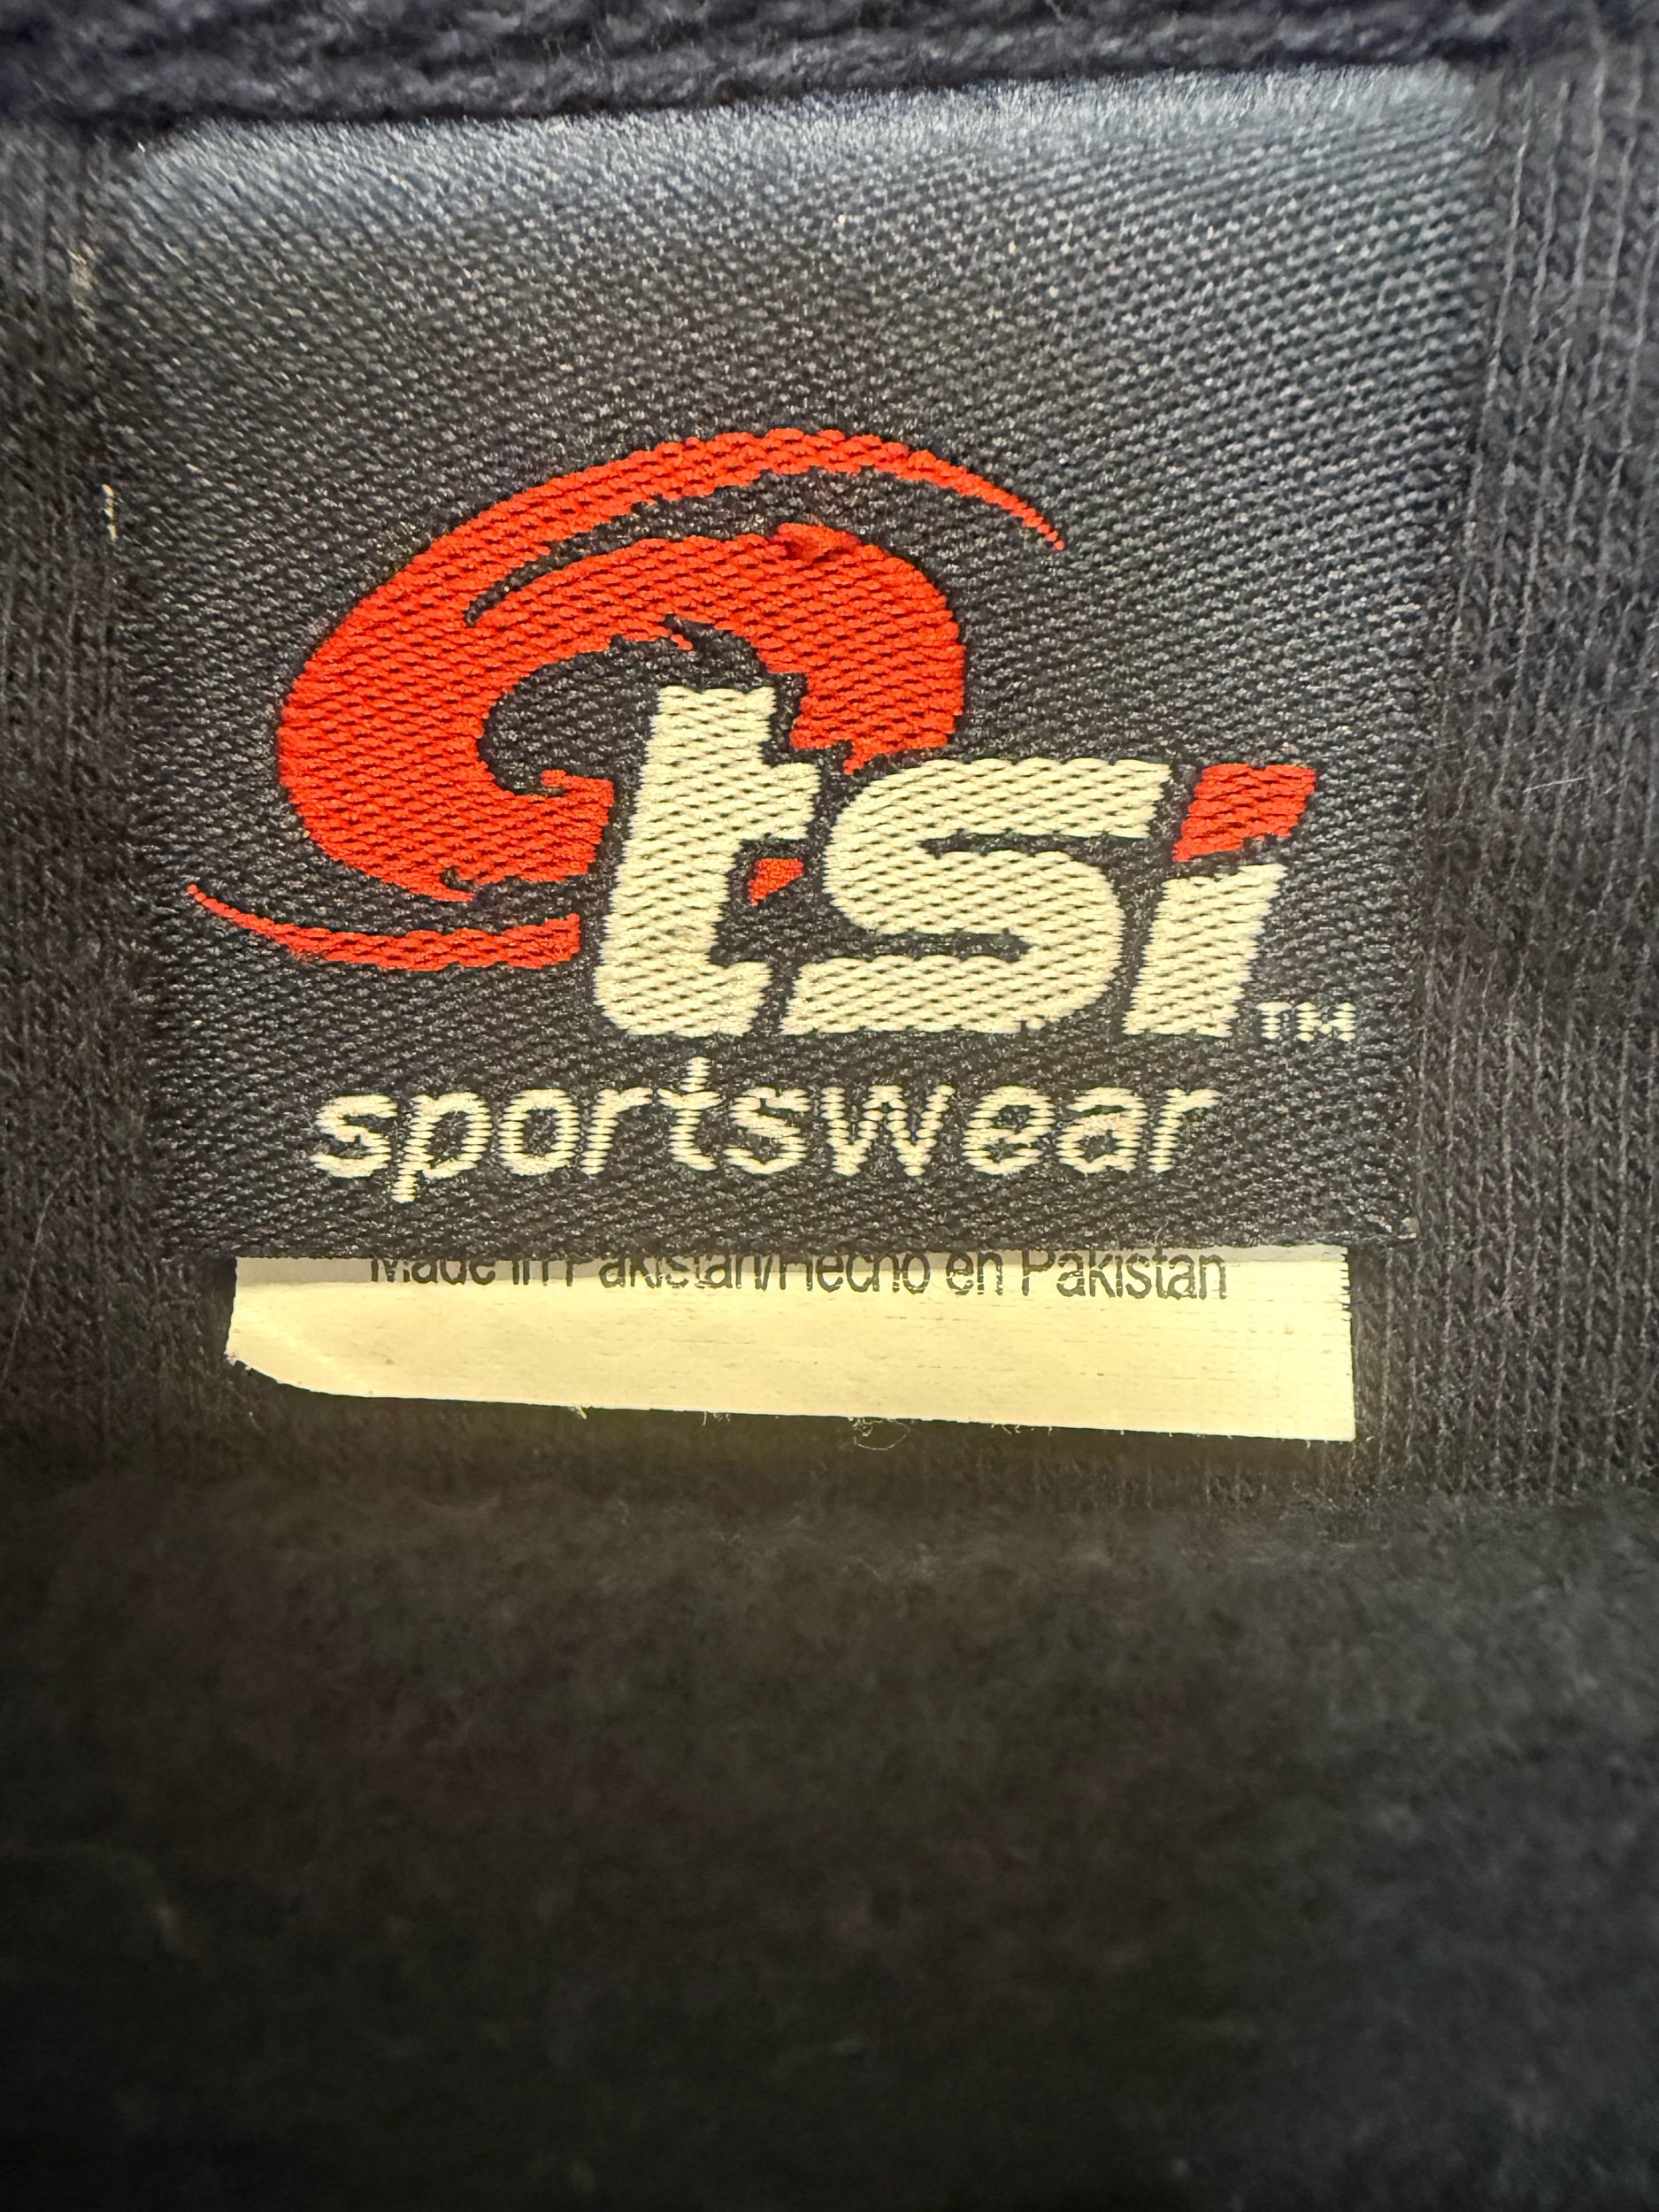 tsi™
sportswear
Made in Pakistan/Hecho en Pakistan